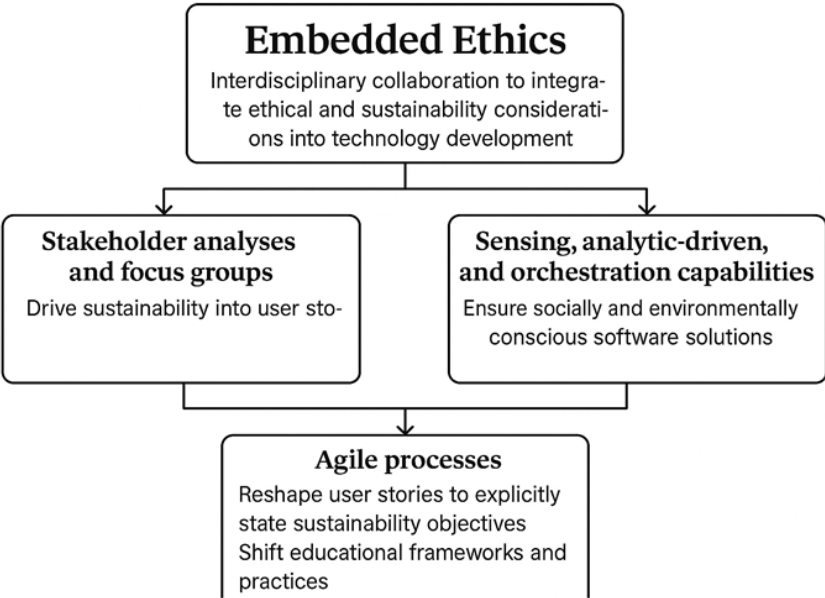 Embedded Ethics
Interdisciplinary collaboration to integra-
te ethical and sustainability considerati-
ons into technology development
Stakeholder analyses
and focus groups
Drive sustainability into user sto-
Sensing, analytic-driven,
and orchestration capabilities
Ensure socially and environmentally
conscious software solutions
Agile processes
Reshape user stories to explicitly
state sustainability objectives
Shift educational frameworks and
practices